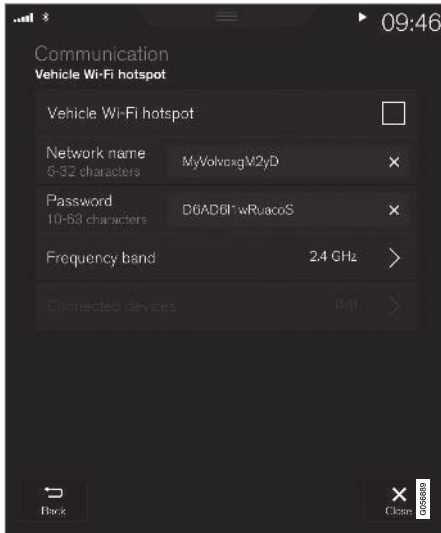 09:46
Communication
Vehicle Wi-Fi hotspot
Vehicle Wi-Fi hotspot
Network name
MyVolvoxgM2yD
6-32 characters
Password
D6AD6I1wRuacoS
10-63 characters
Frequency band 2.4 GHz
Connected devices
Back
Close
G056889